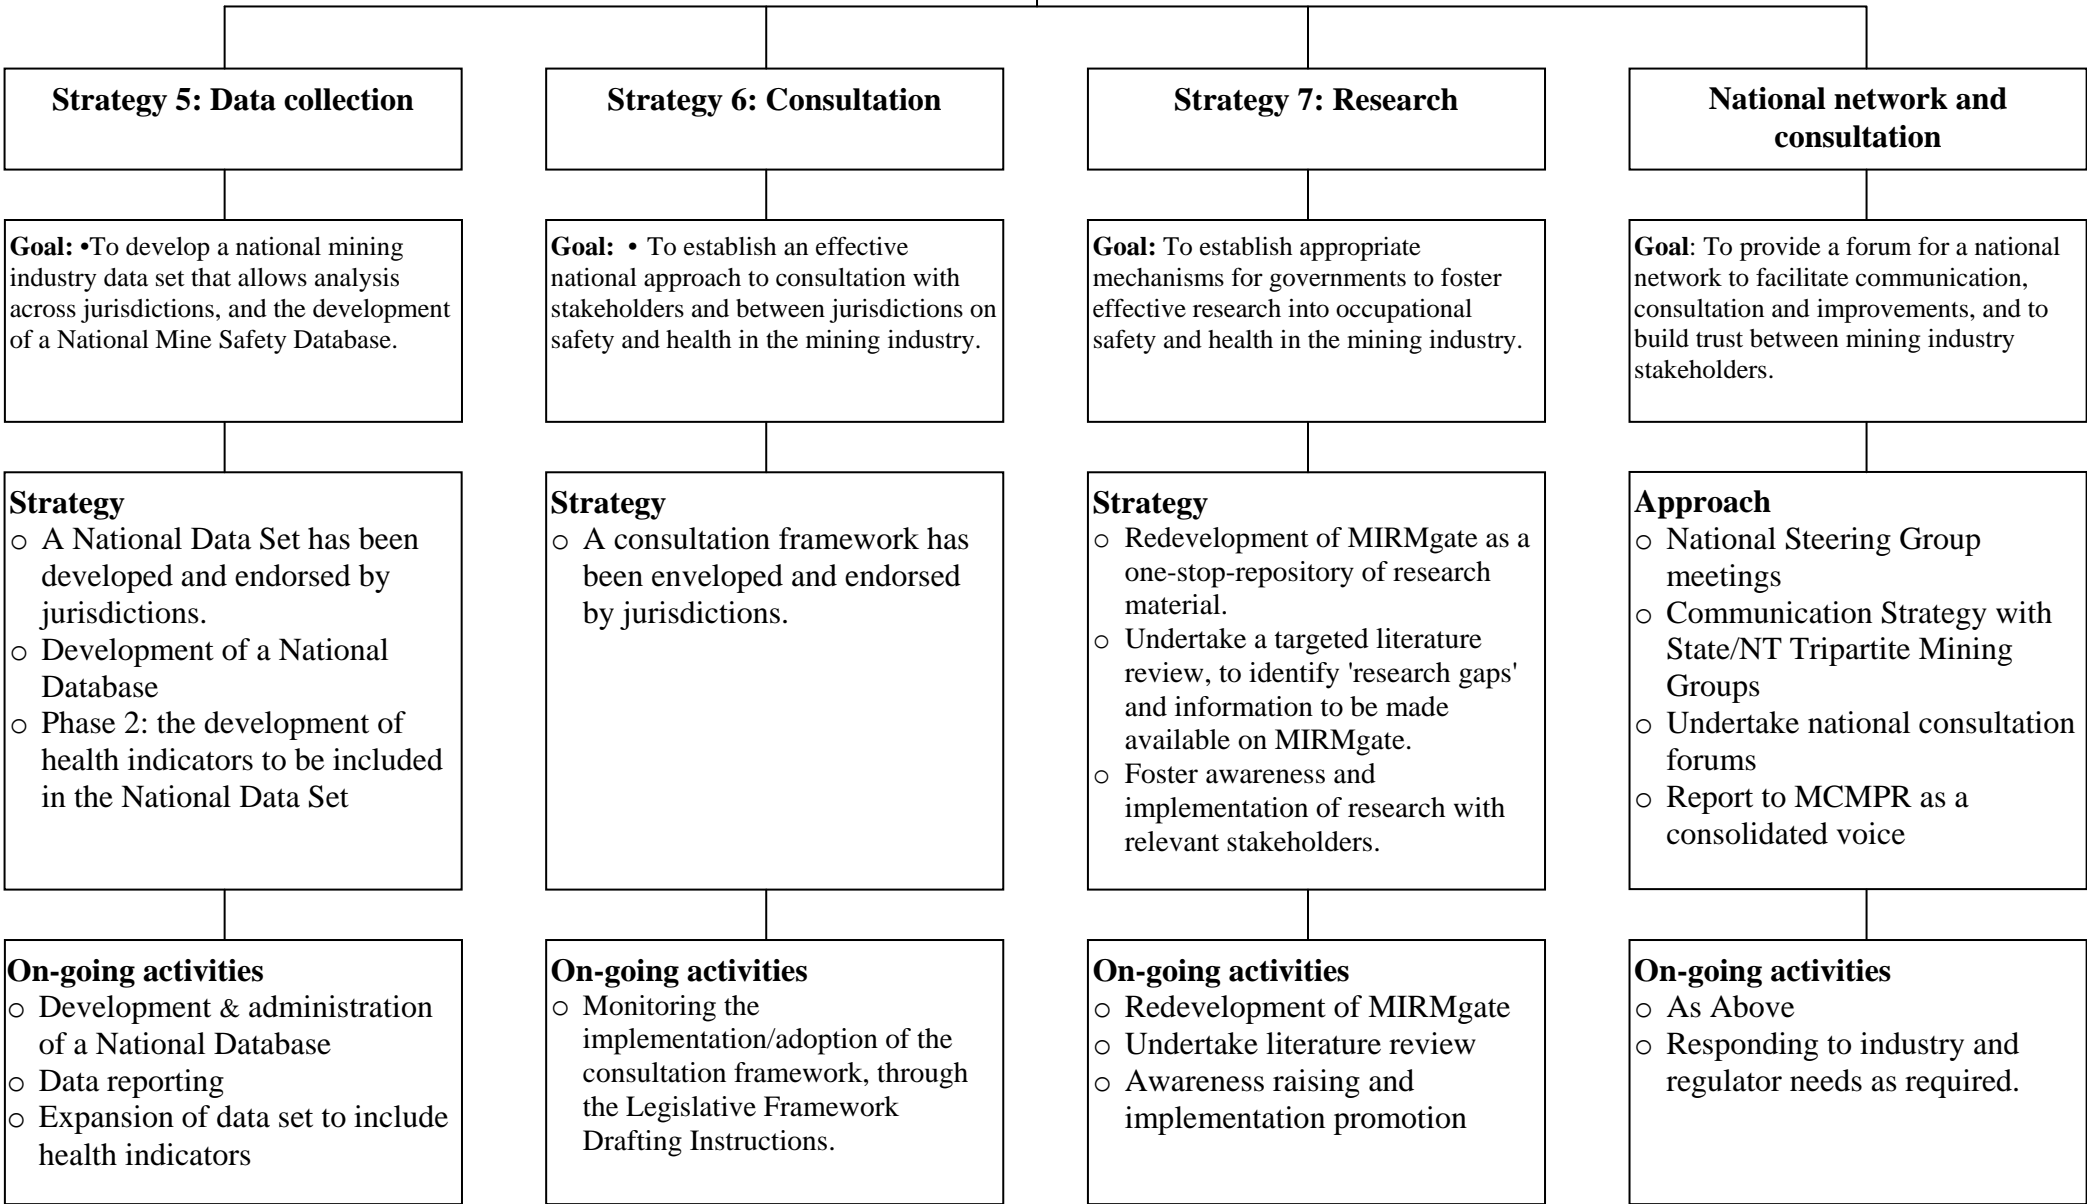 Strategy 5: Data collection
Goal: •To develop a national mining
industry data set that allows analysis
across jurisdictions, and the development
of a National Mine Safety Database.
Strategy
o A National Data Set has been
developed and endorsed by
jurisdictions.
o Development of a National
Database
o Phase 2: the development of
health indicators to be included
in the National Data Set
On-going activities
o Development & administration
of a National Database
o Data reporting
o Expansion of data set to include
health indicators
Strategy 6: Consultation
Goal: • To establish an effective
national approach to consultation with
stakeholders and between jurisdictions on
safety and health in the mining industry.
Strategy
o A consultation framework has
been enveloped and endorsed
by jurisdictions.
On-going activities
o Monitoring the
implementation/adoption of the
consultation framework, through
the Legislative Framework
Drafting Instructions.
Strategy 7: Research
Goal: To establish appropriate
mechanisms for governments to foster
effective research into occupational
safety and health in the mining industry.
Strategy
o Redevelopment of MIRMgate as a
one-stop-repository of research
material.
o Undertake a targeted literature
review, to identify 'research gaps'
and information to be made
available on MIRMgate.
o Foster awareness and
implementation of research with
relevant stakeholders.
On-going activities
o Redevelopment of MIRMgate
o Undertake literature review
o Awareness raising and
implementation promotion
National network and
consultation
Goal: To provide a forum for a national
network to facilitate communication,
consultation and improvements, and to
build trust between mining industry
stakeholders.
Approach
o National Steering Group
meetings
o Communication Strategy with
State/NT Tripartite Mining
Groups
o Undertake national consultation
forums
o Report to MCMPR as a
consolidated voice
On-going activities
o As Above
o Responding to industry and
regulator needs as required.